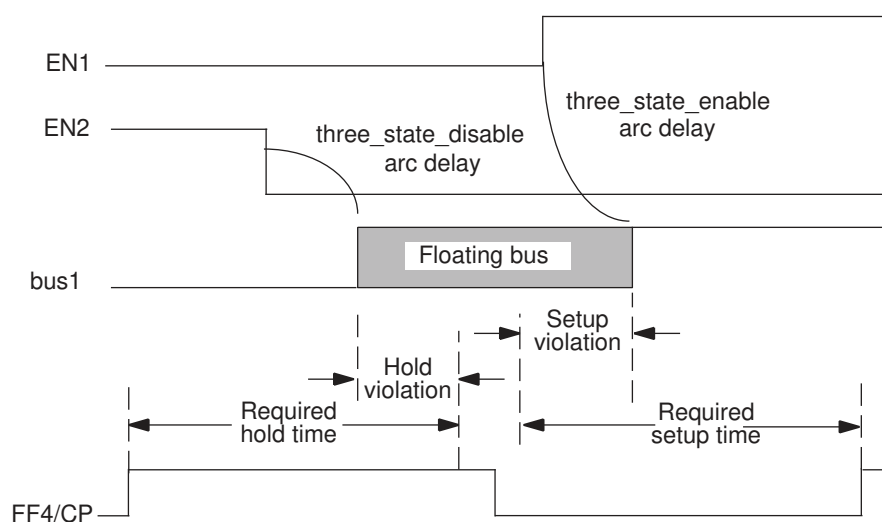 EN1
three_state_enable
arc delay
EN2
three_state_disable
arc delay
Floating bus
bus1
Setup
violation
Hold
violation
Required
hold time
Required
setup time
FF4/CP